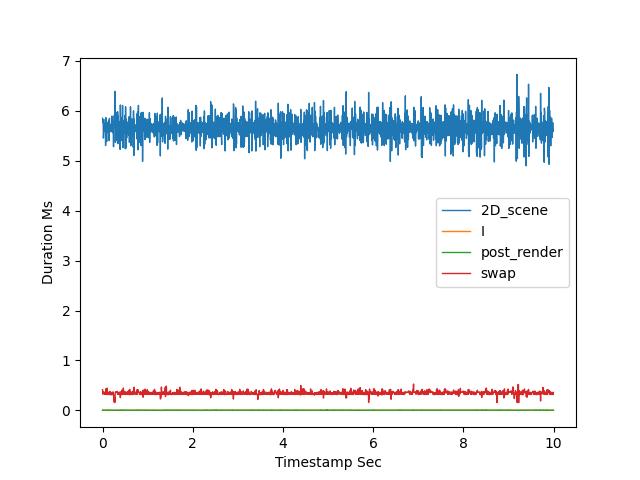 7
6
5
4
3
2
1
0
Duration Ms
2D_scene
I
post_render
swap
0 2 4 6 8 10
Timestamp Sec